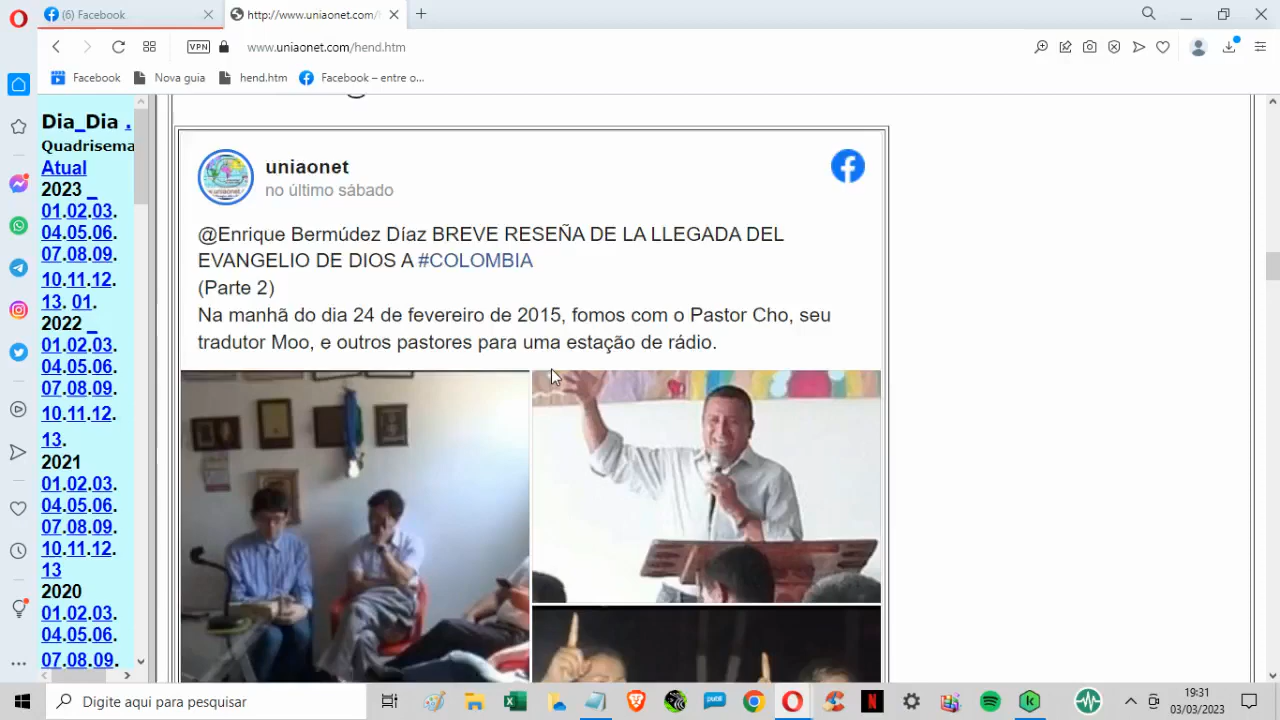 (6) Facebook
http://www.uniaonet.com/h
VPN
www.uniaonet.com/hend.htm
Facebook
Nova guia
hend.htm
Facebook – entre o...
Dia_Dia .
Quadrisema
Atual
2023 _
01.02.03.
04.05.06.
07.08.09.
10.11.12.
13. 01.
2022 _
01.02.03.
04.05.06.
07.08.09.
10.11.12.
13.
2021
01.02.03.
04.05.06.
07.08.09.
10.11.12.
13
2020
01.02.03.
04.05.06.
07.08.09.
uniaonet
no último sábado
@Enrique Bermúdez Díaz BREVE RESEÑA DE LA LLEGADA DEL
EVANGELIO DE DIOS A #COLOMBIA
(Parte 2)
Na manhã do dia 24 de fevereiro de 2015, fomos com o Pastor Cho, seu
tradutor Moo, e outros pastores para uma estação de rádio.
Digite aqui para pesquisar
19:31
03/03/2023